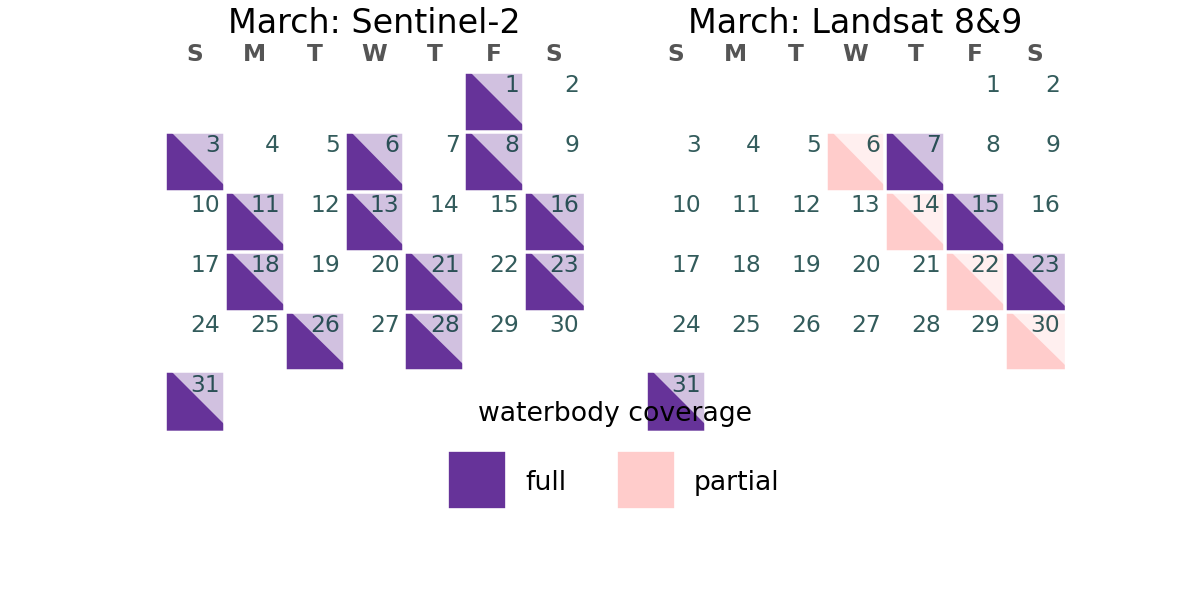 March: Sentinel-2
S M T W T F S
1 2
3 4 5 6 7 8 9
10 11 12 13 14 15 16
17 18 19 20 21 22 23
24 25 26 27 28 29 30
31
March: Landsat 8&9
S M T W T F S
1 2
3 4 5 6 7 8 9
10 11 12 13 14 15 16
17 18 19 20 21 22 23
24 25 26 27 28 29 30
31
waterbody coverage
full
partial